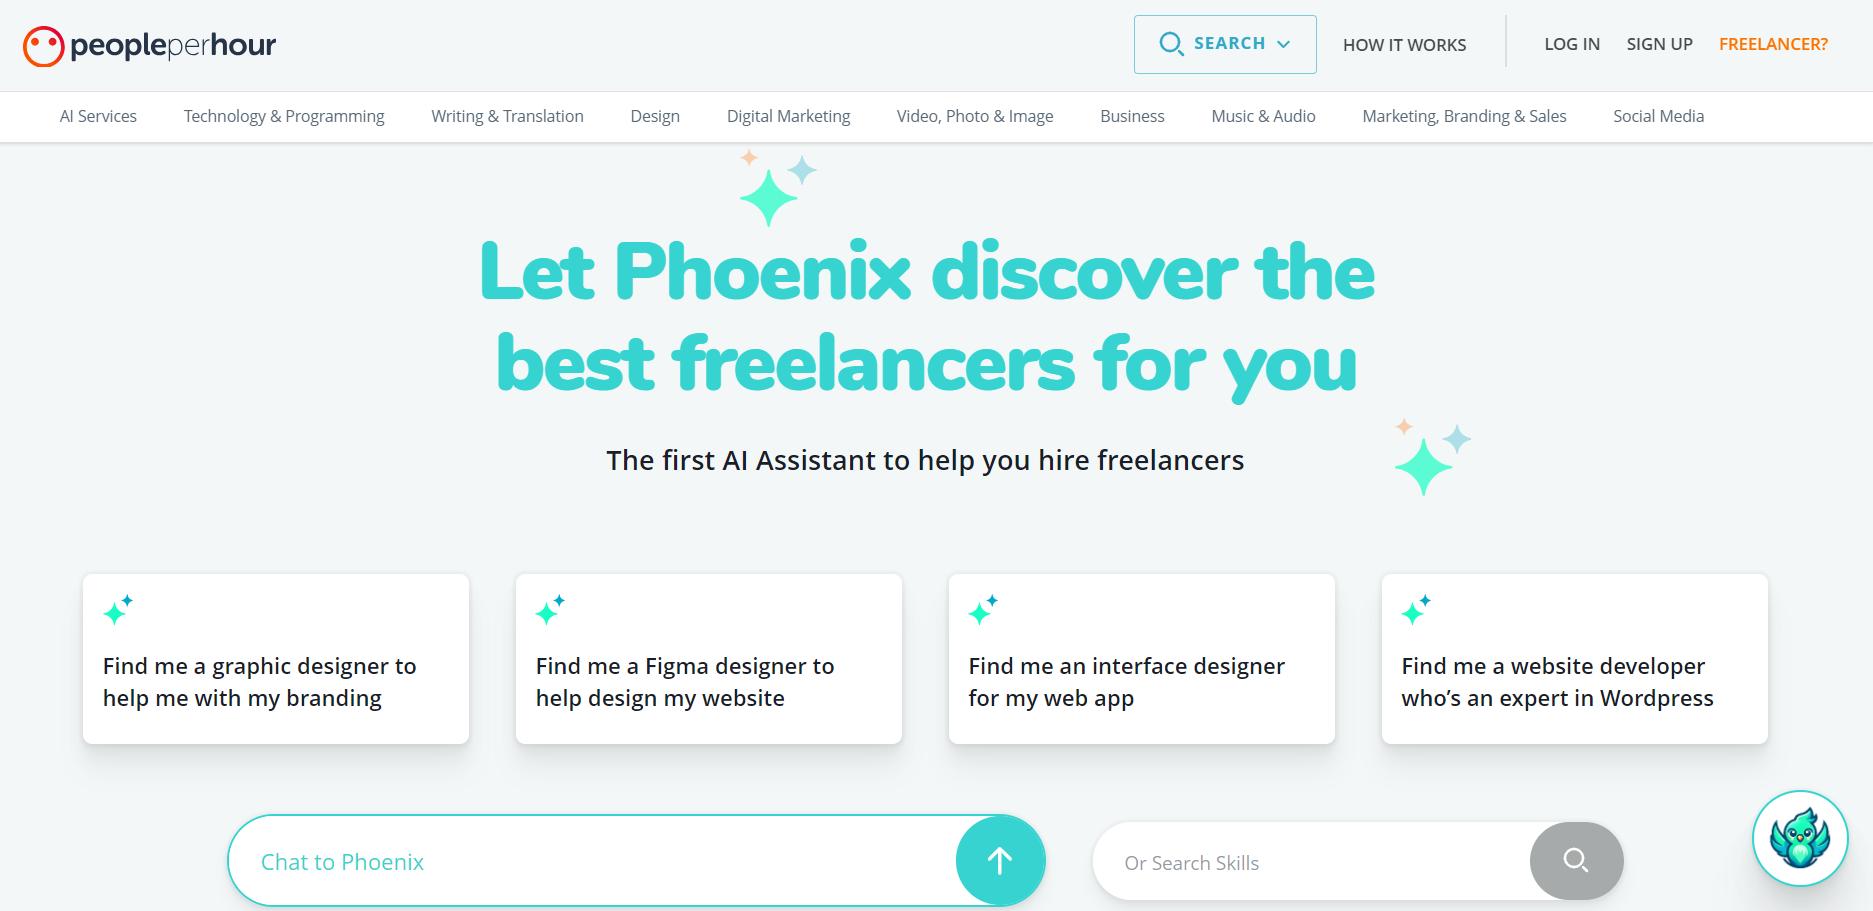 peopleperhour
SEARCH
HOW IT WORKS
LOG IN
SIGN UP
FREELANCER?
AI Services
Technology & Programming
Writing & Translation
Design
Digital Marketing
Video, Photo & Image
Business
Music & Audio
Marketing, Branding & Sales
Social Media
Let Phoenix discover the
best freelancers for you
The first AI Assistant to help you hire freelancers
Find me a graphic designer to
help me with my branding
Find me a Figma designer to
help design my website
Find me an interface designer
for my web app
Find me a website developer
who’s an expert in Wordpress
Chat to Phoenix
Or Search Skills